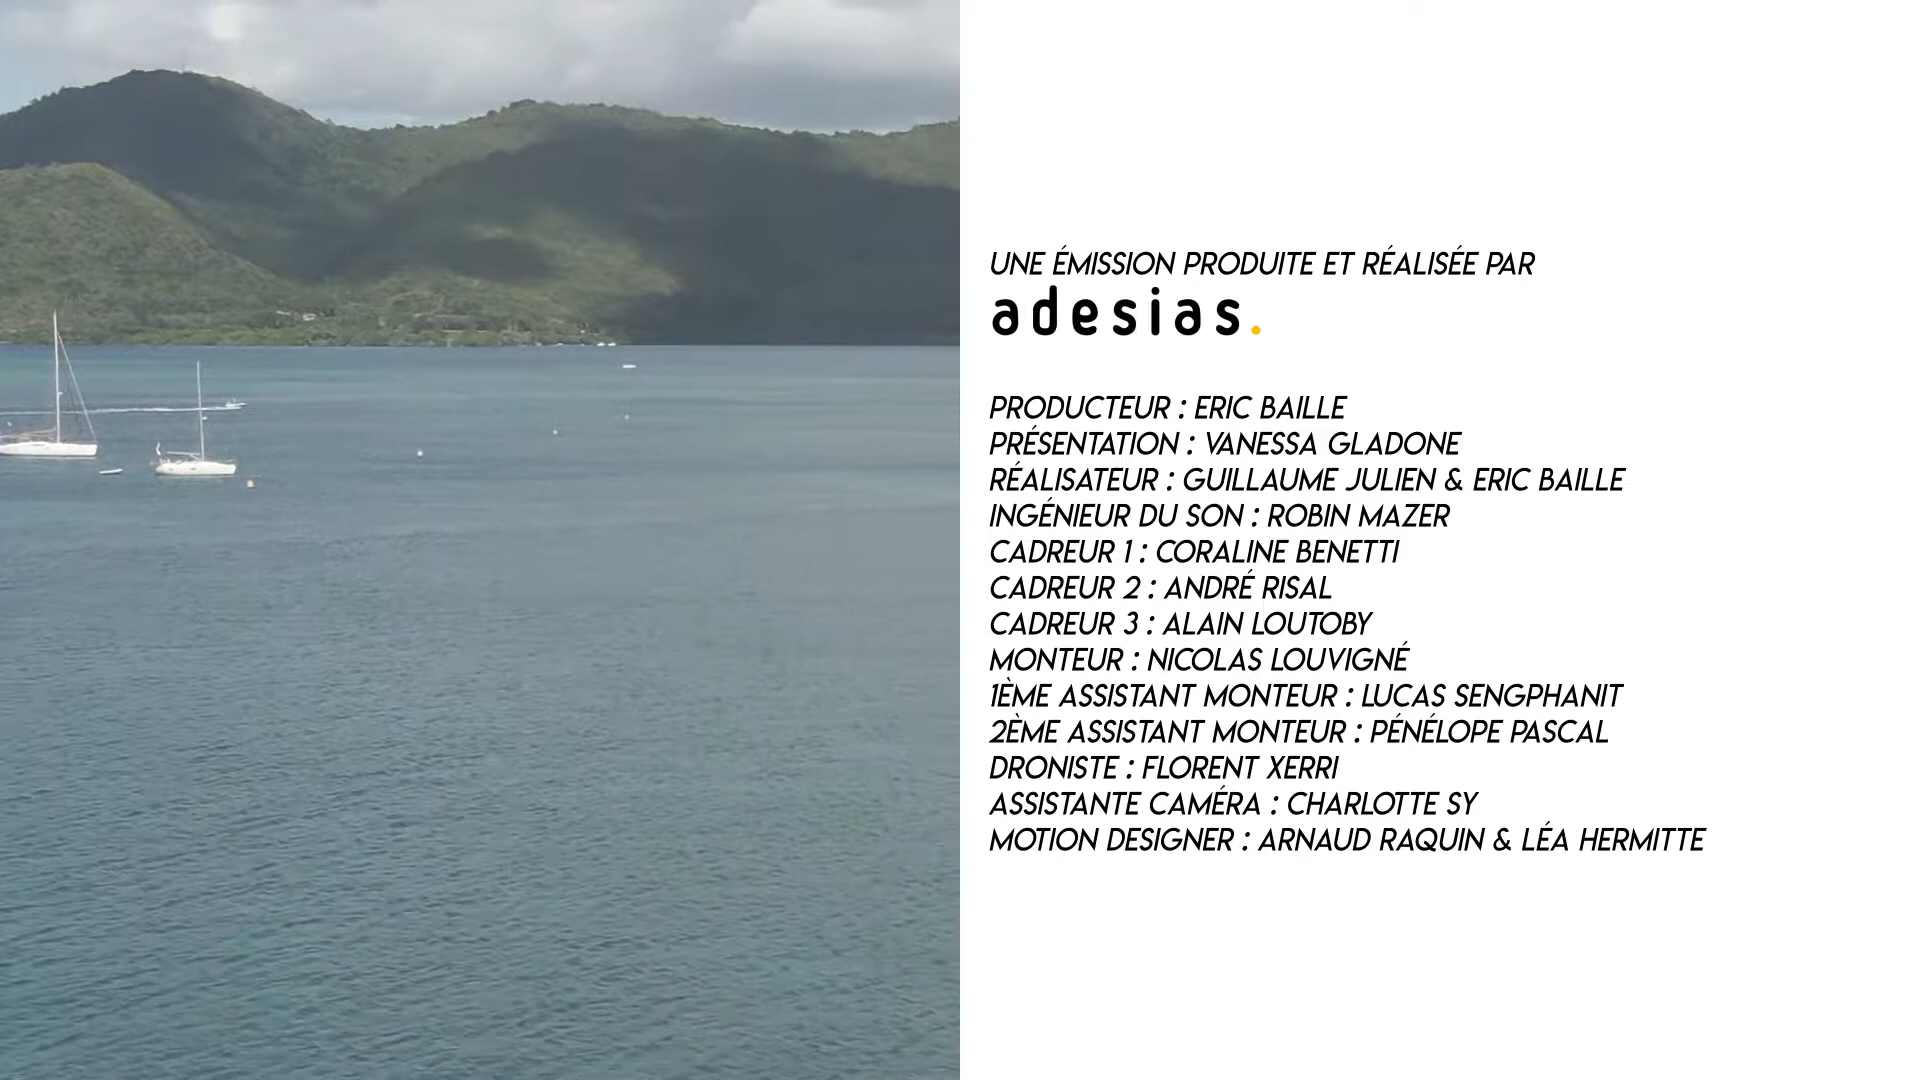 UNE ÉMISSION PRODUITE ET RÉALISÉE PAR
adesias.
PRODUCTEUR : ERIC BAILLE
PRÉSENTATION : VANESSA GLADONE
RÉALISATEUR : GUILLAUME JULIEN & ERIC BAILLE
INGÉNIEUR DU SON : ROBIN MAZER
CADREUR 1 : CORALINE BENETTI
CADREUR 2 : ANDRÉ RISAL
CADREUR 3 : ALAIN LOUTOBY
MONTEUR : NICOLAS LOUVIGNÉ
1ÈME ASSISTANT MONTEUR : LUCAS SENGPHANIT
2ÈME ASSISTANT MONTEUR : PÉNÉLOPE PASCAL
DRONISTE : FLORENT XERRI
ASSISTANTE CAMÉRA : CHARLOTTE SY
MOTION DESIGNER : ARNAUD RAQUIN & LÉA HERMITTE